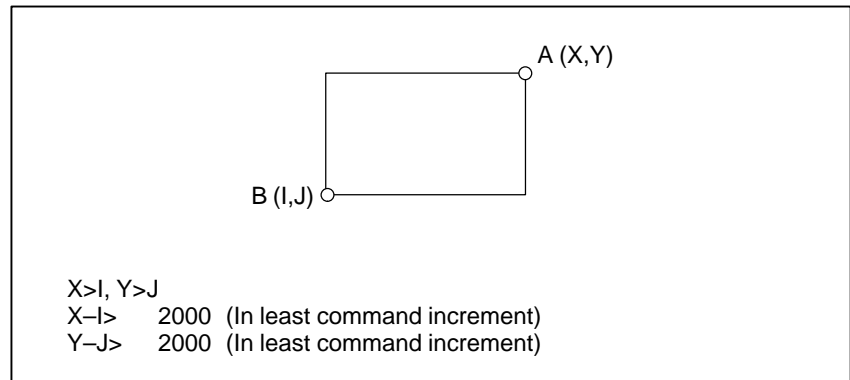 A (X,Y)
B (I,J)
X>I, Y>J
X–I> 2000 (In least command increment)
Y–J> 2000 (In least command increment)